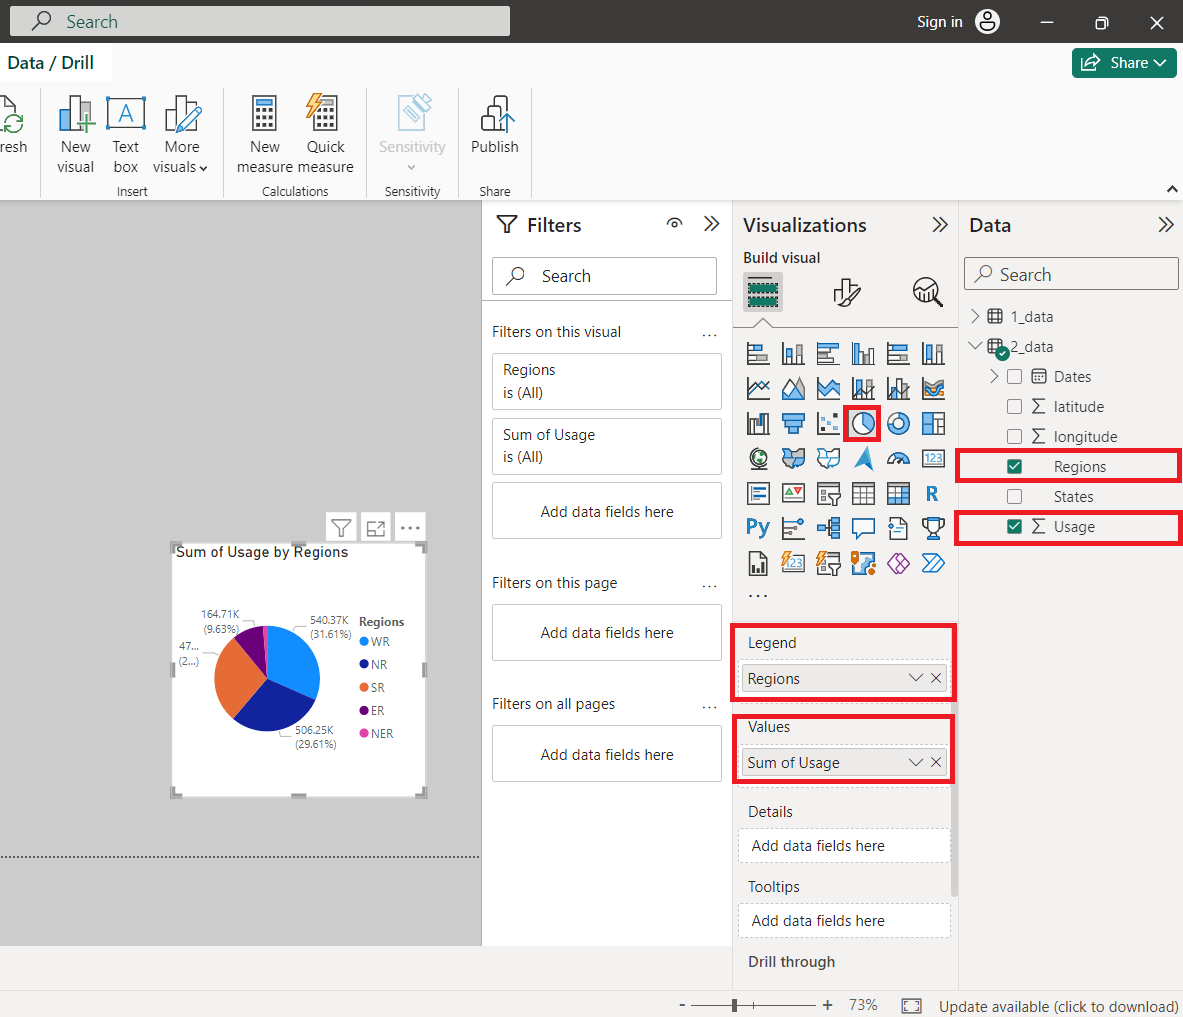 Search
Sign in
Data / Drill
Share
resh
New visual
Text box
More visuals
Insert
New measure
Quick measure
Calculations
Sensitivity
Sensitivity
Publish
Share
Filters
Search
Filters on this visual
...
Regions
is (All)
Sum of Usage
is (All)
Add data fields here
Filters on this page
...
Add data fields here
Filters on all pages
...
Add data fields here
Visualizations
Build visual
123
R
Py
123
...
Legend
Regions
Values
Sum of Usage
Details
Add data fields here
Tooltips
Add data fields here
Drill through
Data
Search
1_data
2_data
Dates
latitude
longitude
Regions
States
Usage
Sum of Usage by Regions
164.71K
(9.63%)
47...
(2...)
540.37K
(31.61%)
506.25K
(29.61%)
Regions
WR
NR
SR
ER
NER
- + 73%
Update available (click to download)